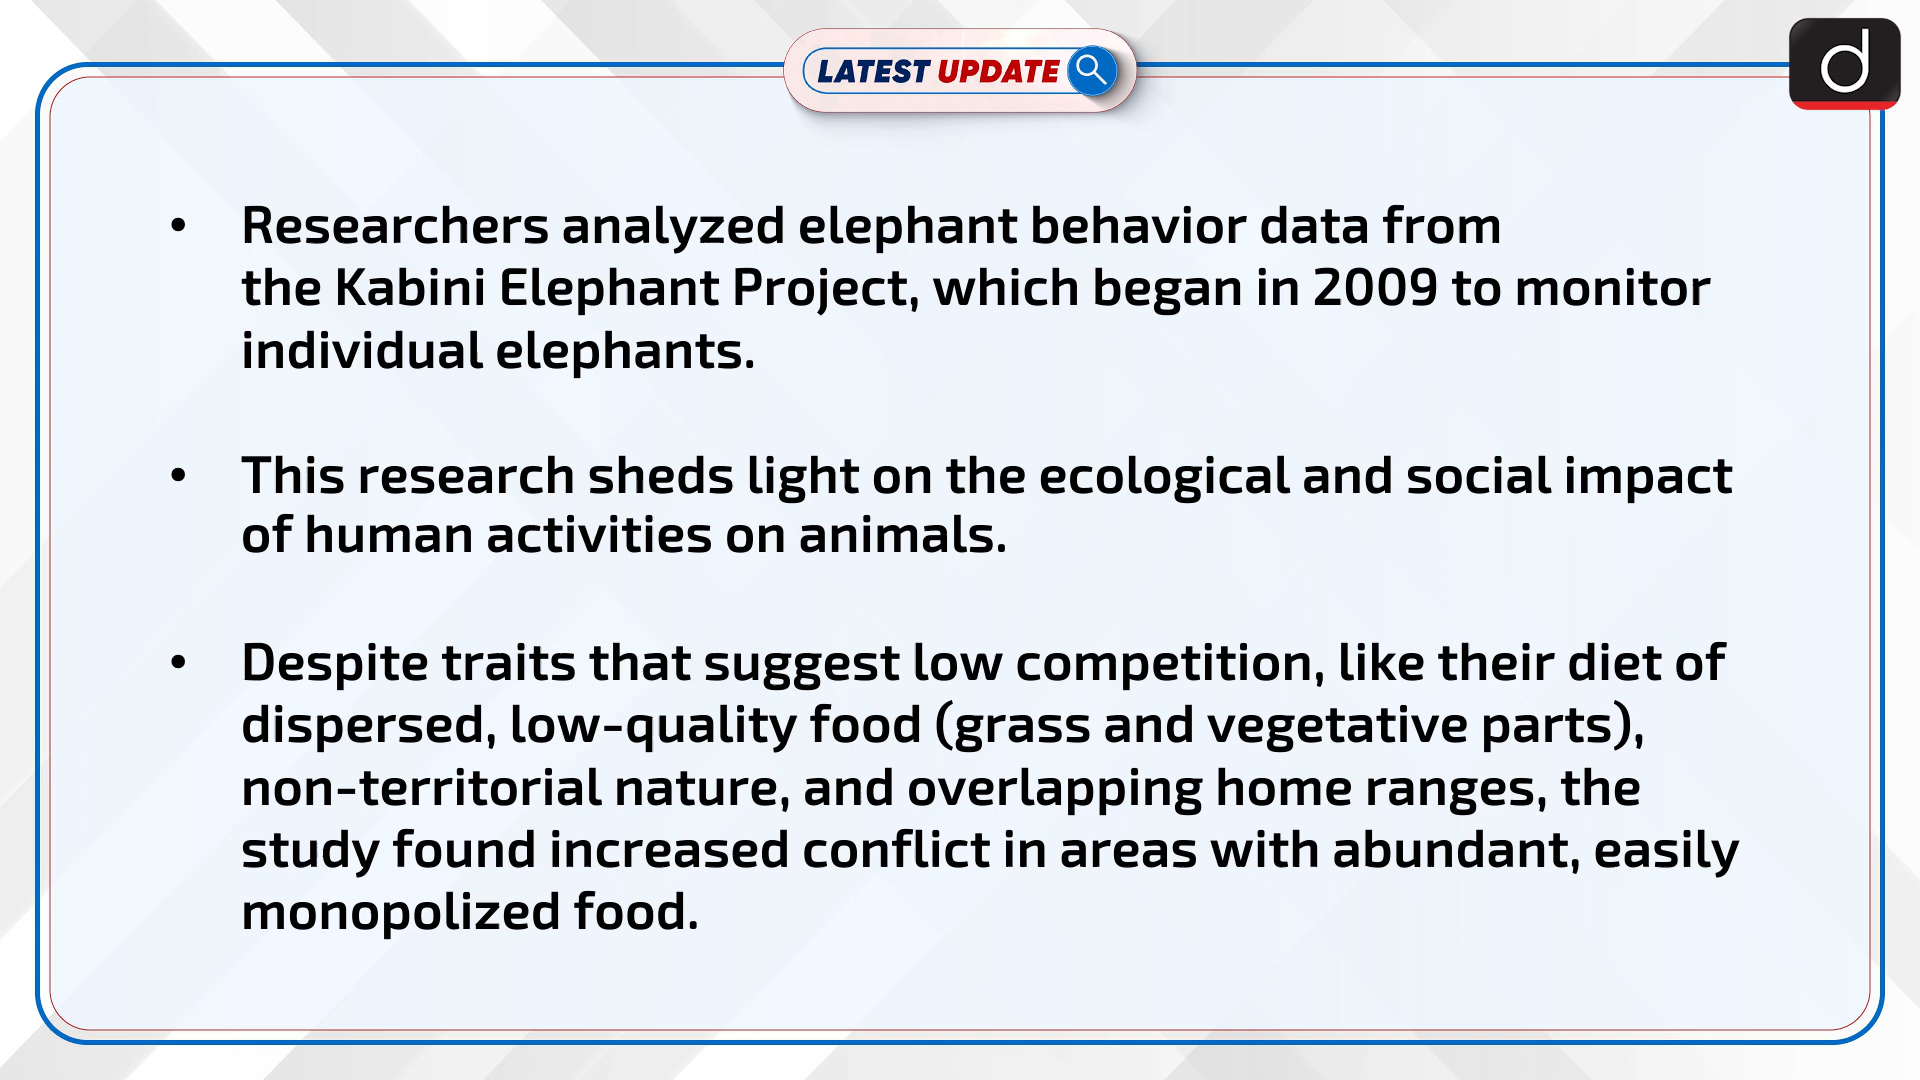 LATEST UPDATE
d
• Researchers analyzed elephant behavior data from
the Kabini Elephant Project, which began in 2009 to monitor
individual elephants.
• This research sheds light on the ecological and social impact
of human activities on animals.
• Despite traits that suggest low competition, like their diet of
dispersed, low-quality food (grass and vegetative parts),
non-territorial nature, and overlapping home ranges, the
study found increased conflict in areas with abundant, easily
monopolized food.